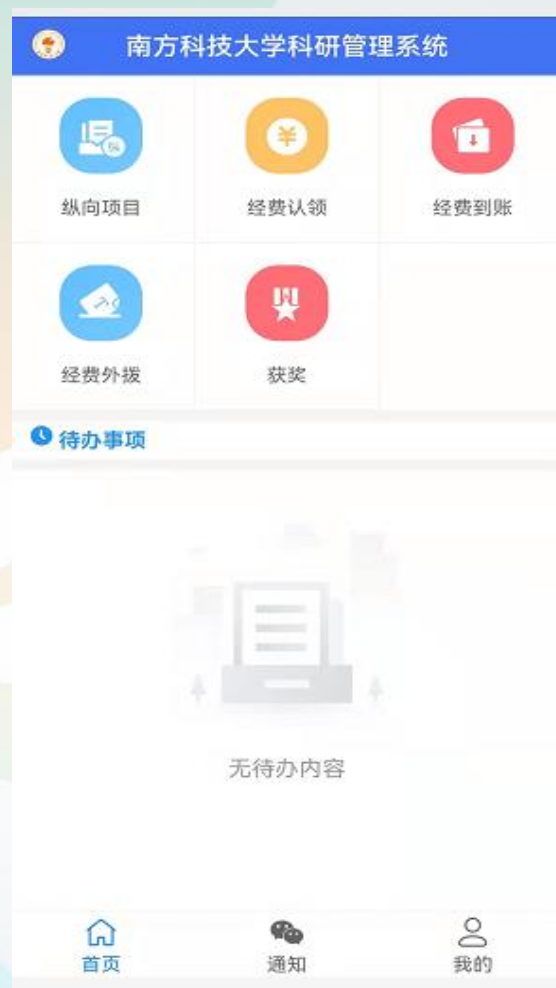 南方科技大学科研管理系统
纵向项目 经费认领 经费到账
经费外拨 获奖
待办事项
无待办内容
首页 通知 我的